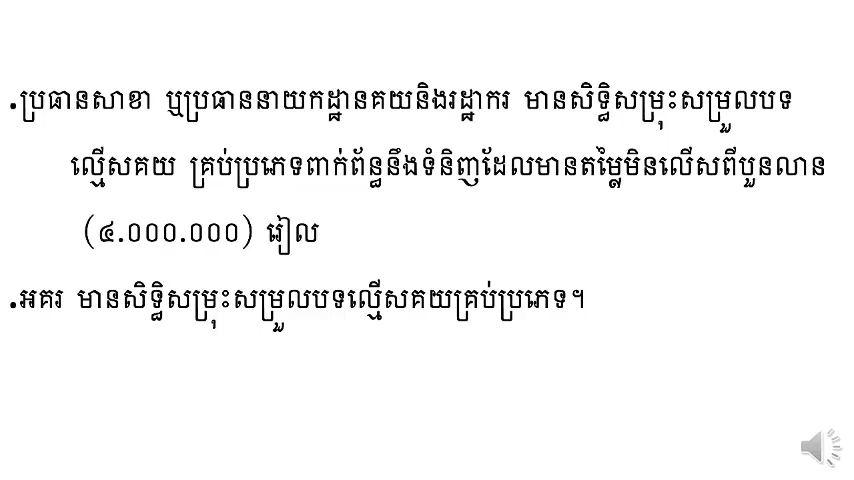 .ប្រធានសាខា ឬប្រធាននាយកដ្ឋានគយនិងរដ្ឋាករ មានសិទ្ធិសម្រុះសម្រួលបទ
ល្មើសគយ គ្រប់ប្រភេទពាក់ព័ន្ធនឹងទំនិញដែលមានតម្លៃមិនលើសពីបួនលាន
(៤.០០០.០០០) រៀល
.អគរ មានសិទ្ធិសម្រុះសម្រួលបទល្មើសគយគ្រប់ប្រភេទ។